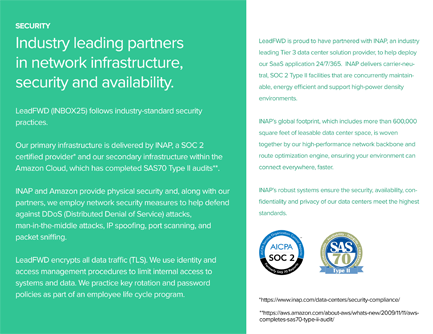 SECURITY
Industry leading partners
in network infrastructure,
security and availability.
LeadFWD (INBOX25) follows industry-standard security
practices.
Our primary infrastructure is delivered by INAP, a SOC 2
certified provider* and our secondary infrastructure within the
Amazon Cloud, which has completed SAS70 Type II audits**.
INAP and Amazon provide physical security and, along with our
partners, we employ network security measures to help defend
against DDoS (Distributed Denial of Service) attacks,
man-in-the-middle attacks, IP spoofing, port scanning, and
packet sniffing.
LeadFWD encrypts all data traffic (TLS). We use identity and
access management procedures to limit internal access to
systems and data. We practice key rotation and password
policies as part of an employee life cycle program.
LeadFWD is proud to have partnered with INAP, an industry
leading Tier 3 data center solution provider, to help deploy
our SaaS application 24/7/365. INAP delivers carrier-neu-
tral, SOC 2 Type II facilities that are concurrently maintain-
able, energy efficient and support high-power density
environments.
INAP's global footprint, which includes more than 600,000
square feet of leasable data center space, is woven
together by our high-performance network backbone and
route optimization engine, ensuring your environment can
connect everywhere, faster.
INAP's robust systems ensure the security, availability, con-
fidentiality and privacy of our data centers meet the highest
standards.
AICPA
SOC 2
SAS
70
Type II
*https://www.inap.com/data-centers/security-compliance/
**https://aws.amazon.com/about-aws/whats-new/2009/11/11/aws-
completes-sas70-type-ii-audit/